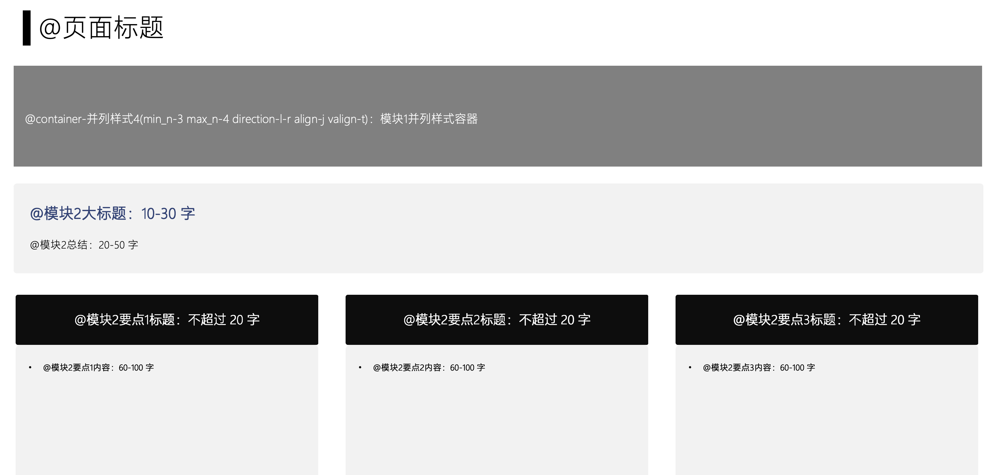 @页面标题
@container-并列样式4(min_n-3 max_n-4 direction-l-r align-j valign-t)：模块1并列样式容器
@模块2大标题：10-30 字
@模块2总结：20-50 字
@模块2要点1标题：不超过 20 字
• @模块2要点1内容：60-100 字
@模块2要点2标题：不超过 20 字
• @模块2要点2内容：60-100 字
@模块2要点3标题：不超过 20 字
• @模块2要点3内容：60-100 字